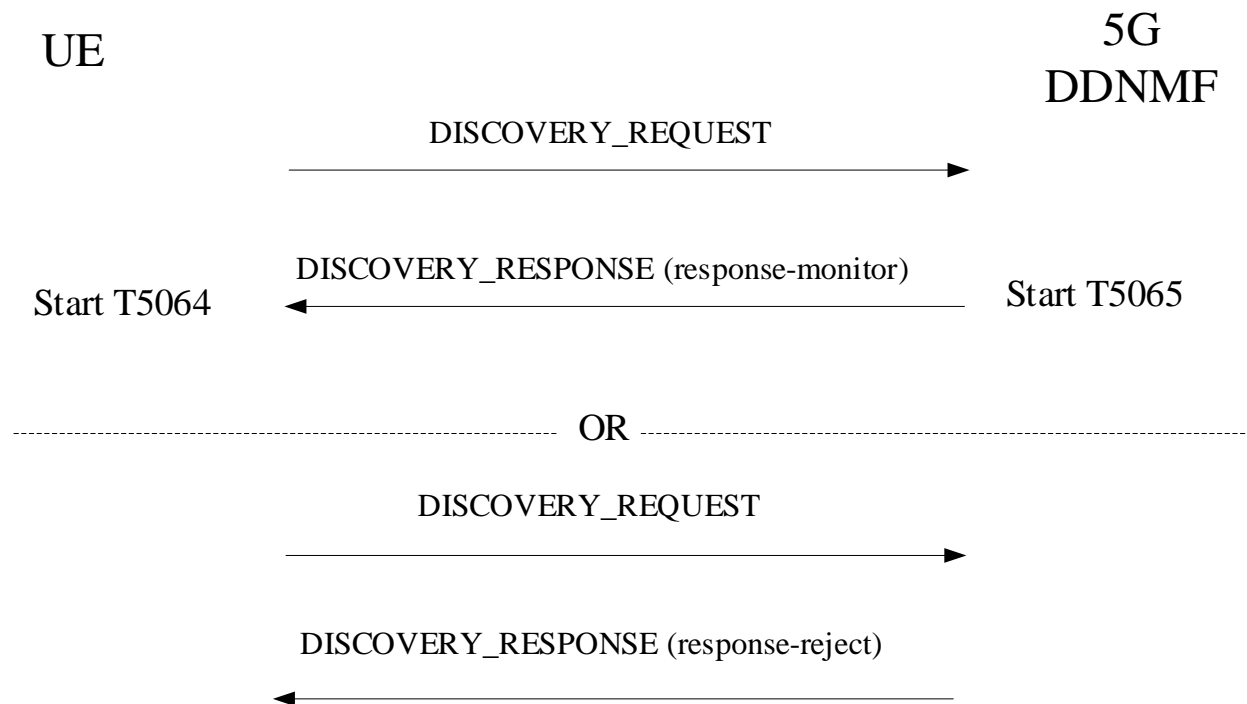 UE
5G
DDNMF
DISCOVERY_REQUEST
DISCOVERY_RESPONSE (response-monitor)
Start T5064
Start T5065
OR
DISCOVERY_REQUEST
DISCOVERY_RESPONSE (response-reject)